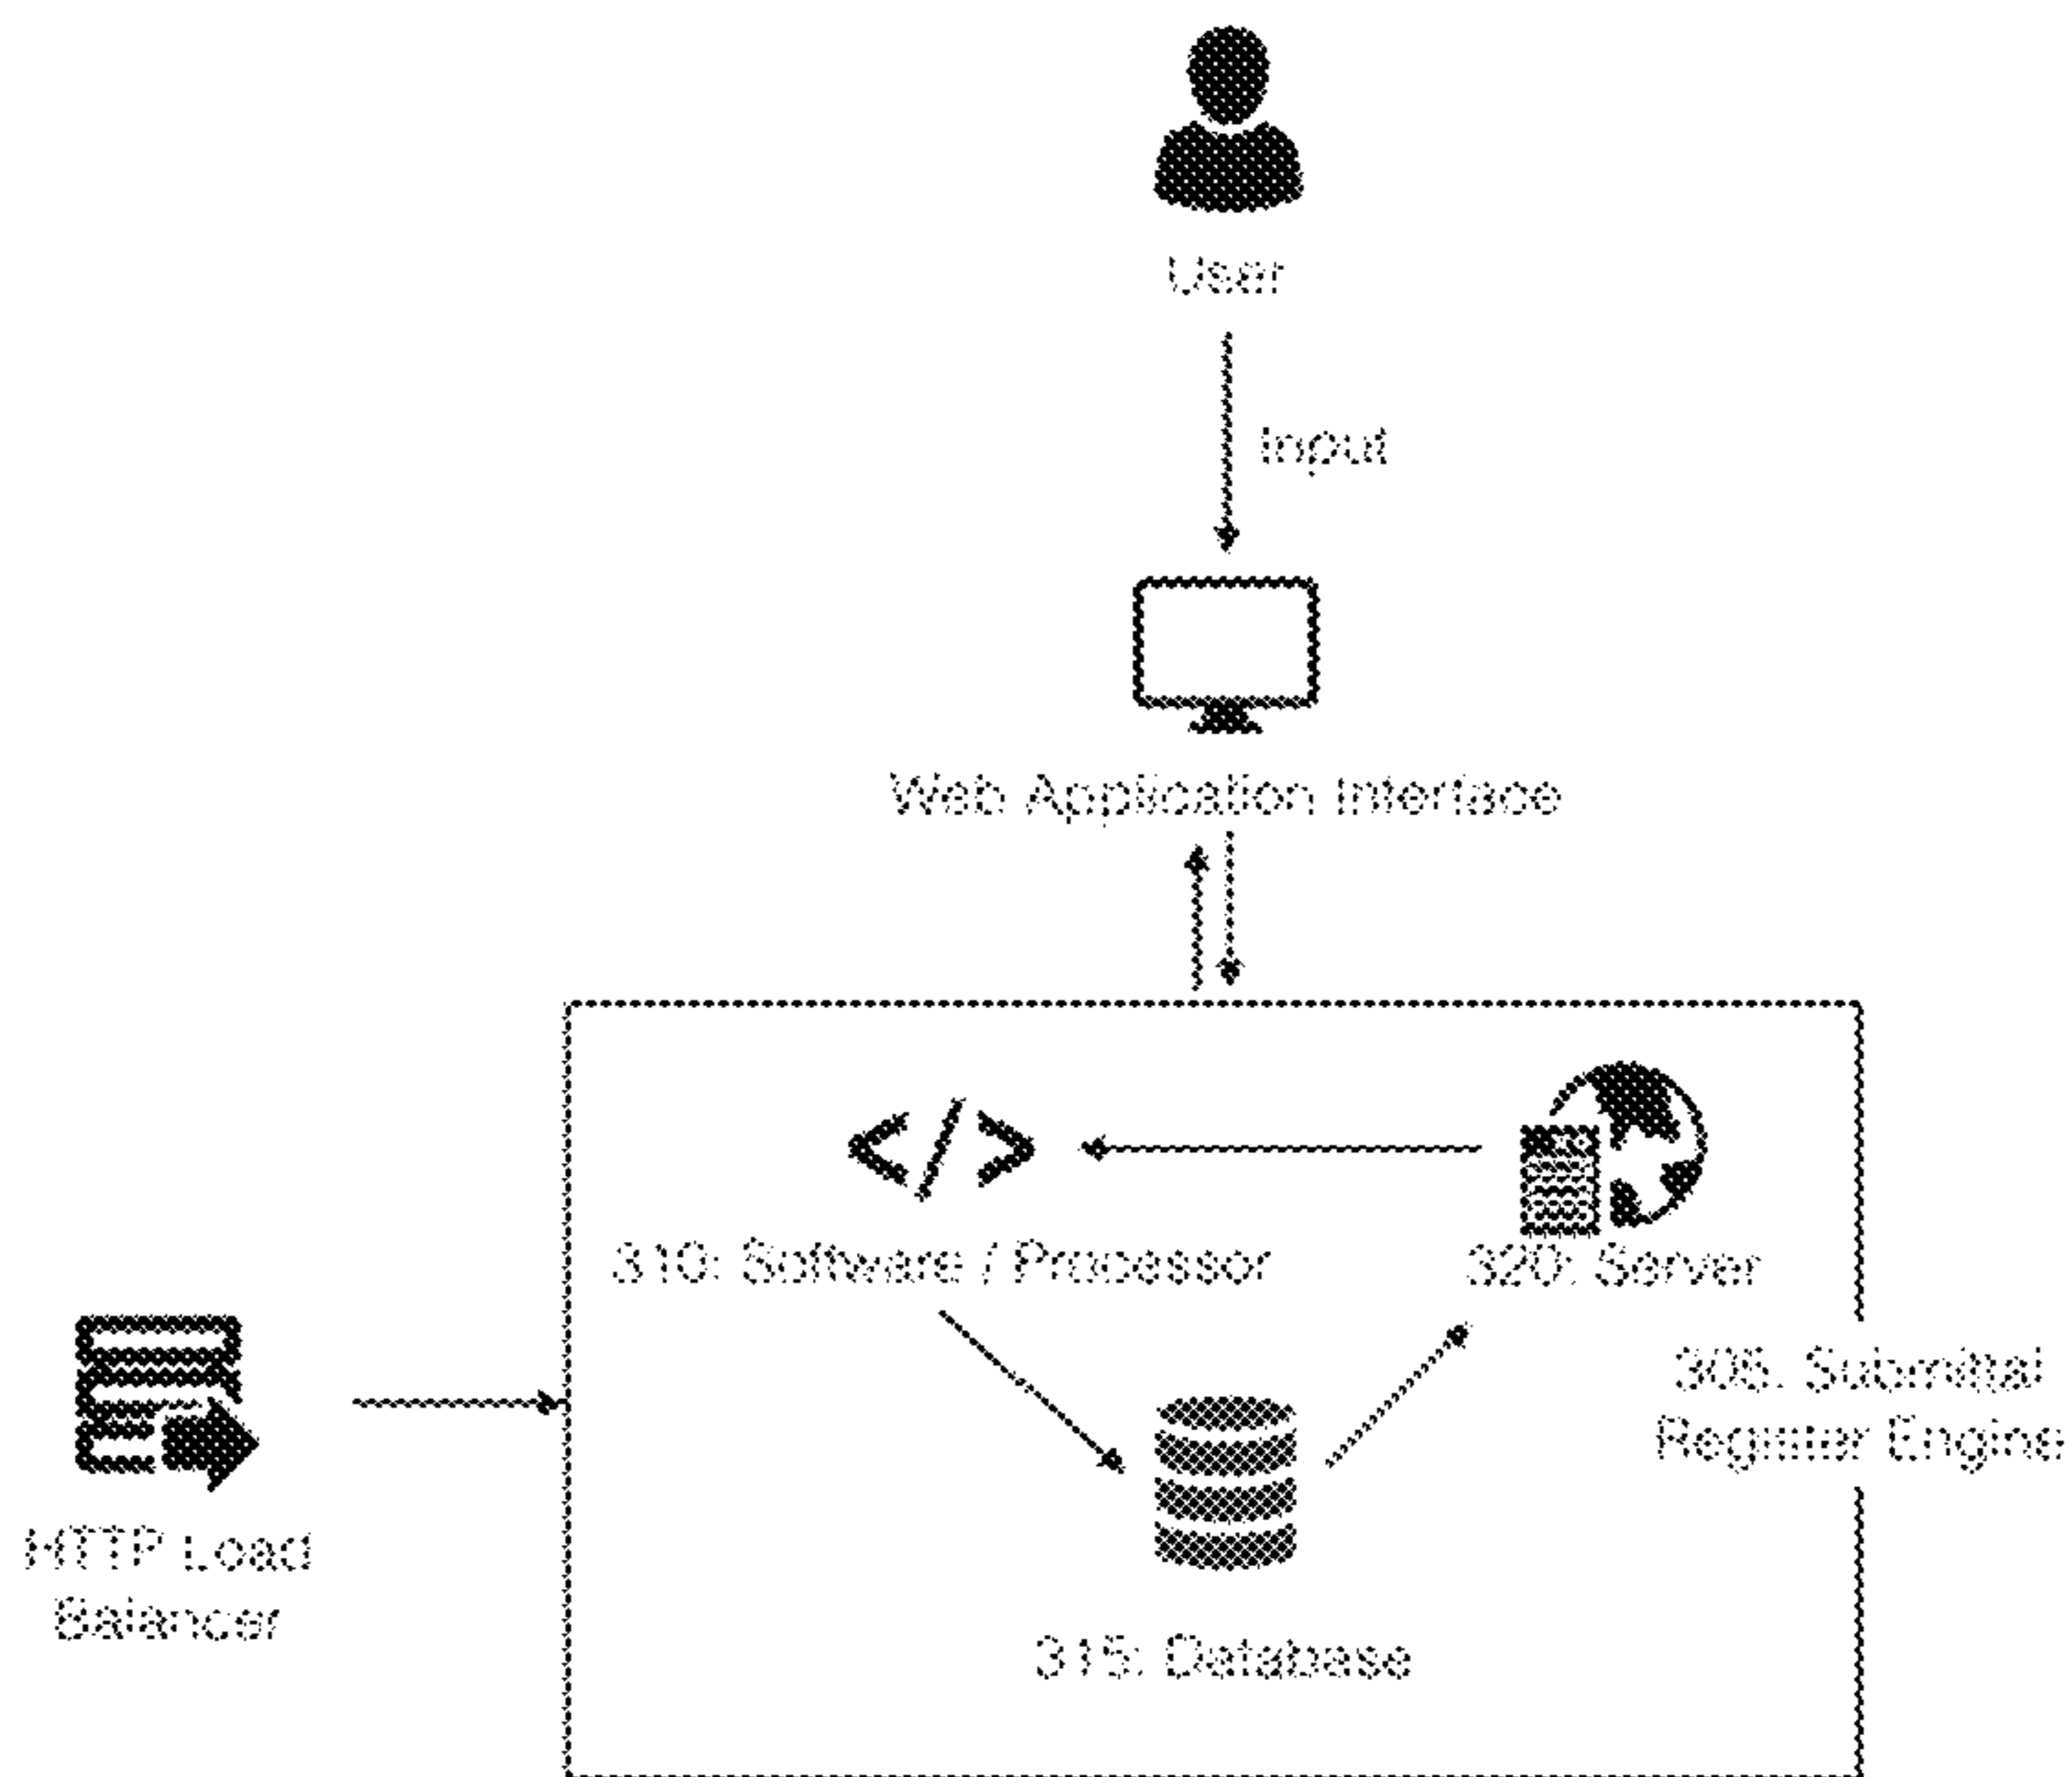 User
Input
Web Application Interface
310: Software / Processor
320: Server
305. Submittal
Register Engine
HTTP Load
Balancer
315: Database